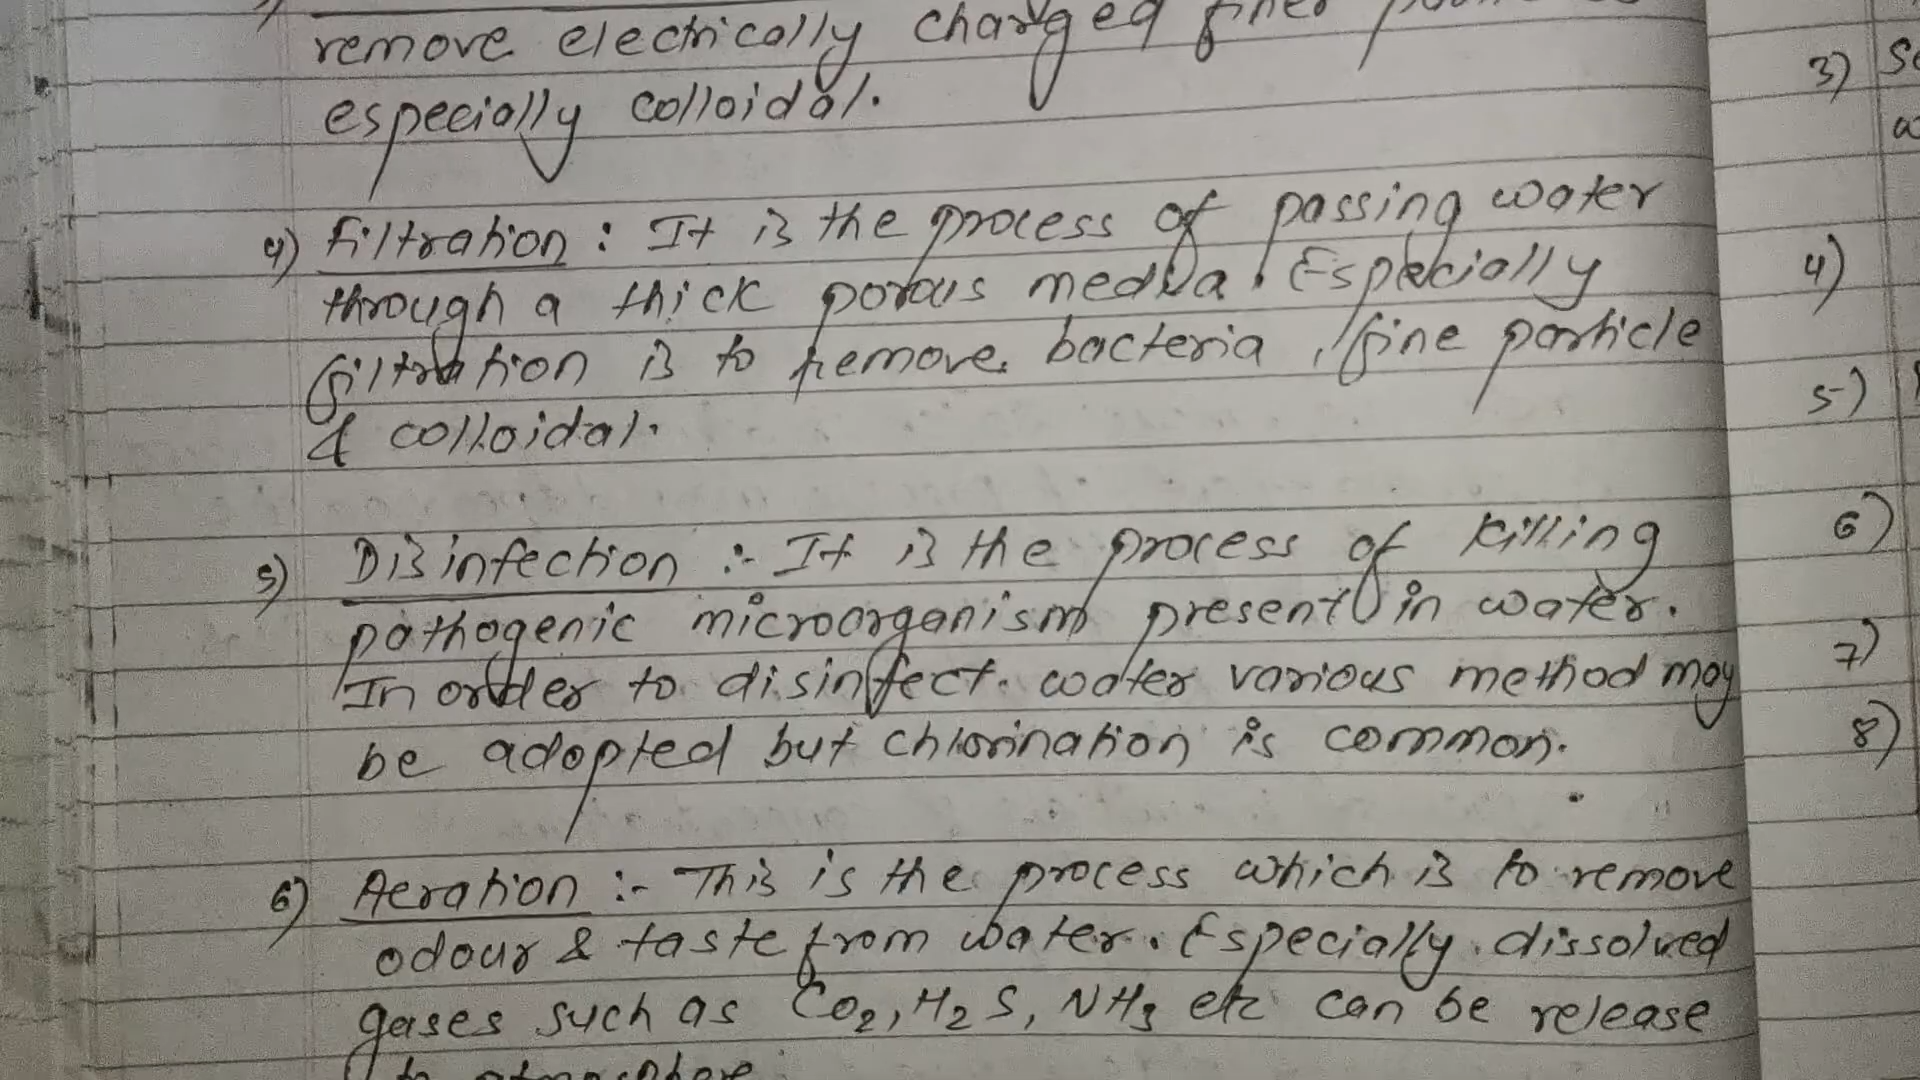 remove electrically charged finer
especially colloidal.
4) Filtration : It is the process of passing water
through a thick porous media. Especially
filtration is to remove bacteria, fine particle
& colloidal.
5) Disinfection :- It is the process of killing
pathogenic microorganism present in water.
In order to disinfect water various method may
be adopted but chlorination is common.
6) Aeration :- This is the process which is to remove
odour & taste from water. Especially dissolved
gases such as CO2, H2S, NH3 etc can be release
to atmosphere
3)
4)
5)
6)
7)
8)